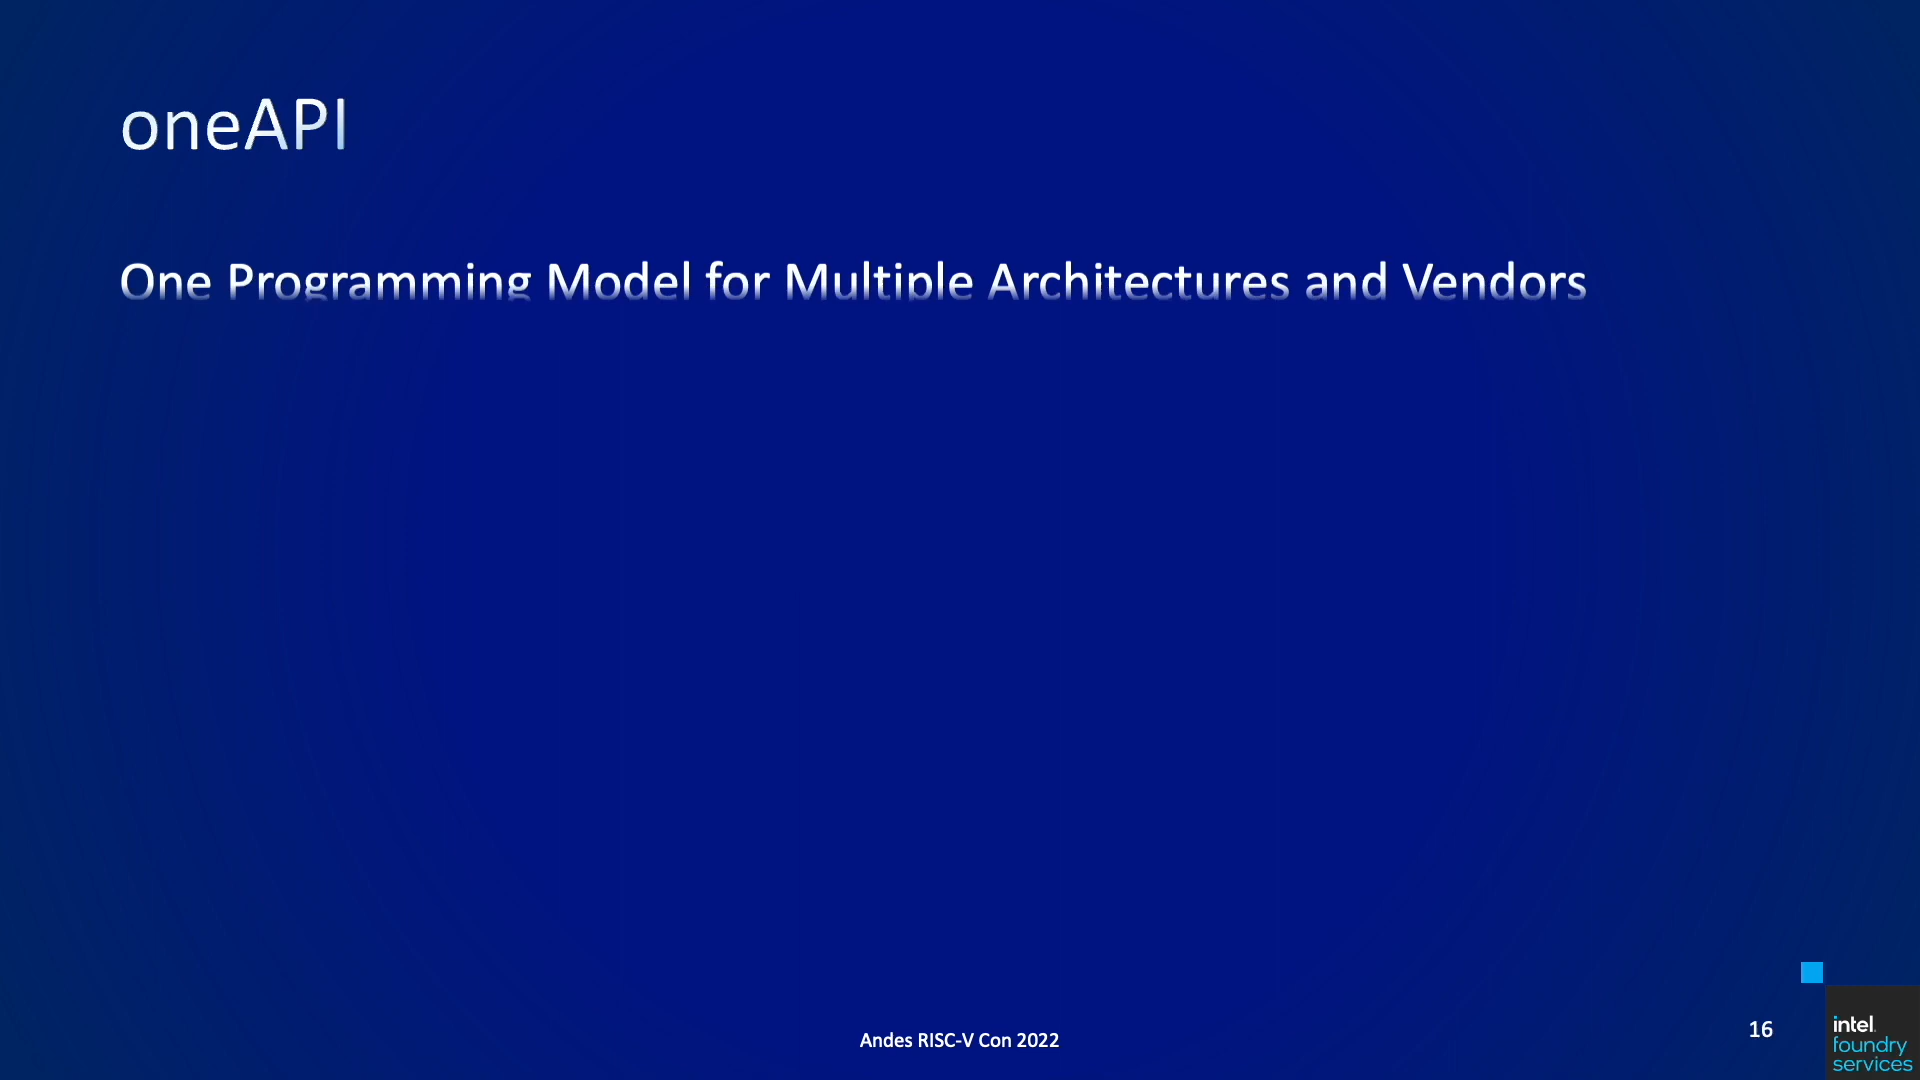 oneAPI
One Programming Model for Multiple Architectures and Vendors
Andes RISC-V Con 2022
16
intel.
foundry
services